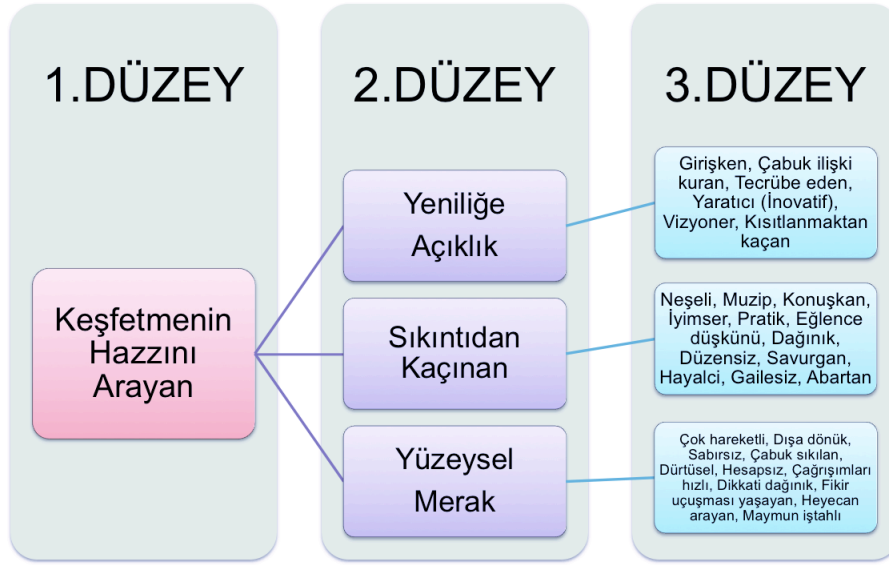 1.DÜZEY
Keşfetmenin
Hazzını
Arayan
2.DÜZEY
Yeniliğe
Açıklık
Sıkıntıdan
Kaçınan
Yüzeysel
Merak
3.DÜZEY
Girişken, Çabuk ilişki
kuran, Tecrübe eden,
Yaratıcı (İnovatif),
Vizyoner, Kısıtlanmaktan
kaçan
Neşeli, Muzip, Konuşkan,
İyimser, Pratik, Eğlence
düşkünü, Dağınık,
Düzensiz, Savurgan,
Hayalci, Gailesiz, Abartan
Çok hareketli, Dışa dönük,
Sabırsız, Çabuk sıkılan,
Dürtüsel, Hesapsız, Çağrışımları
hızlı, Dikkati dağınık, Fikir
uçuşması yaşayan, Heyecan
arayan, Maymun iştahlı